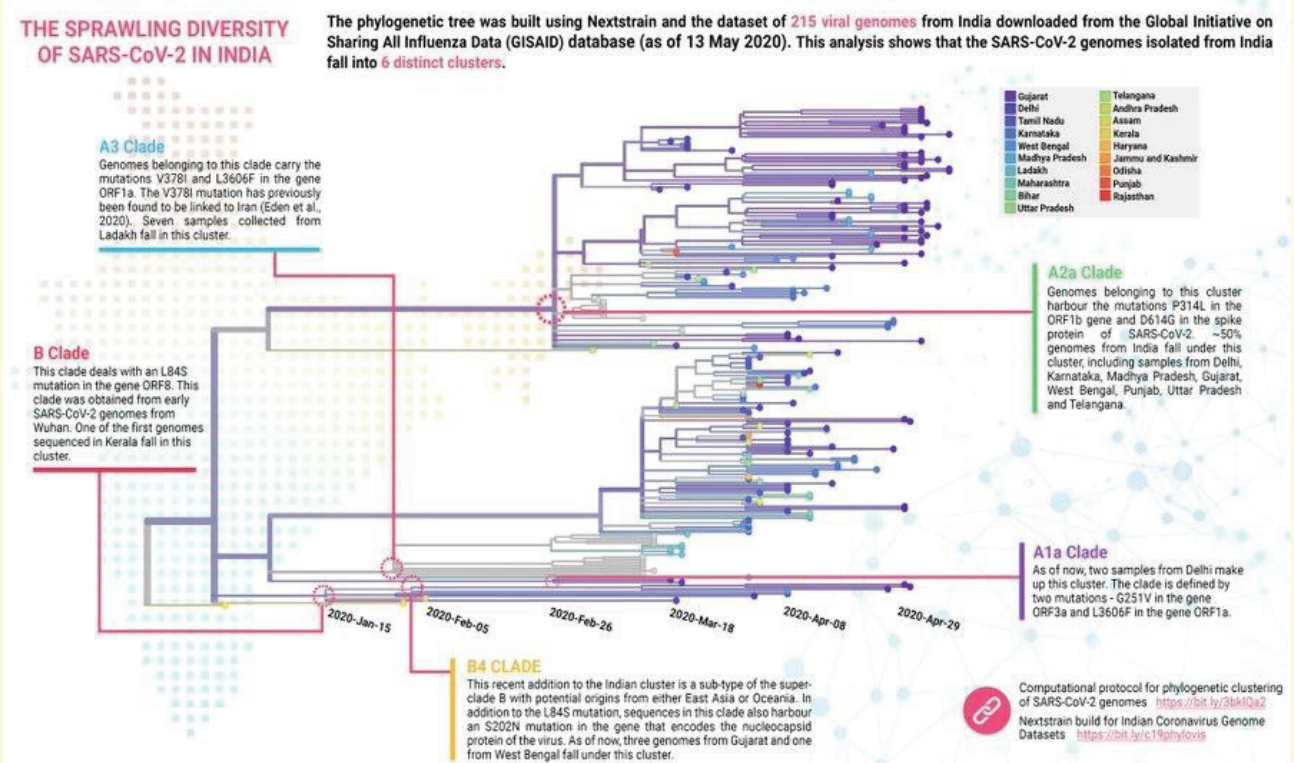 THE SPRAWLING DIVERSITY
OF SARS-CoV-2 IN INDIA
The phylogenetic tree was built using Nextstrain and the dataset of 215 viral genomes from India downloaded from the Global Initiative on
Sharing All Influenza Data (GISAID) database (as of 13 May 2020). This analysis shows that the SARS-CoV-2 genomes isolated from India
fall into 6 distinct clusters.
Gujarat
Delhi
Tamil Nadu
Karnataka
West Bengal
Madhya Pradesh
Ladakh
Maharashtra
Bihar
Uttar Pradesh
Telangana
Andhra Pradesh
Assam
Kerala
Haryana
Jammu and Kashmir
Odisha
Punjab
Rajasthan
A3 Clade
Genomes belonging to this clade carry the
mutations V378I and L3606F in the gene
ORF1a. The V378I mutation has previously
been found to be linked to Iran (Eden et al.,
2020). Seven samples collected from
Ladakh fall in this cluster.
A2a Clade
Genomes belonging to this cluster
harbour the mutations P314L in the
ORF1b gene and D614G in the spike
protein of SARS-CoV-2. ~50%
genomes from India fall under this
cluster, including samples from Delhi,
Karnataka, Madhya Pradesh, Gujarat,
West Bengal, Punjab, Uttar Pradesh
and Telangana.
B Clade
This clade deals with an L84S
mutation in the gene ORF8. This
clade was obtained from early
SARS-CoV-2 genomes from
Wuhan. One of the first genomes
sequenced in Kerala fall in this
cluster.
A1a Clade
As of now, two samples from Delhi make
up this cluster. The clade is defined by
two mutations - G251V in the gene
ORF3a and L3606F in the gene ORF1a.
2020-Jan-15
2020-Feb-05
2020-Feb-26
2020-Mar-18
2020-Apr-08
2020-Apr-29
B4 CLADE
This recent addition to the Indian cluster is a sub-type of the super-
clade B with potential origins from either East Asia or Oceania. In
addition to the L84S mutation, sequences in this clade also harbour
an S202N mutation in the gene that encodes the nucleocapsid
protein of the virus. As of now, three genomes from Gujarat and one
from West Bengal fall under this cluster.
Computational protocol for phylogenetic clustering
of SARS-CoV-2 genomes https://bit.ly/3bklQa2
Nextstrain build for Indian Coronavirus Genome
Datasets https://bit.ly/c19phylovis